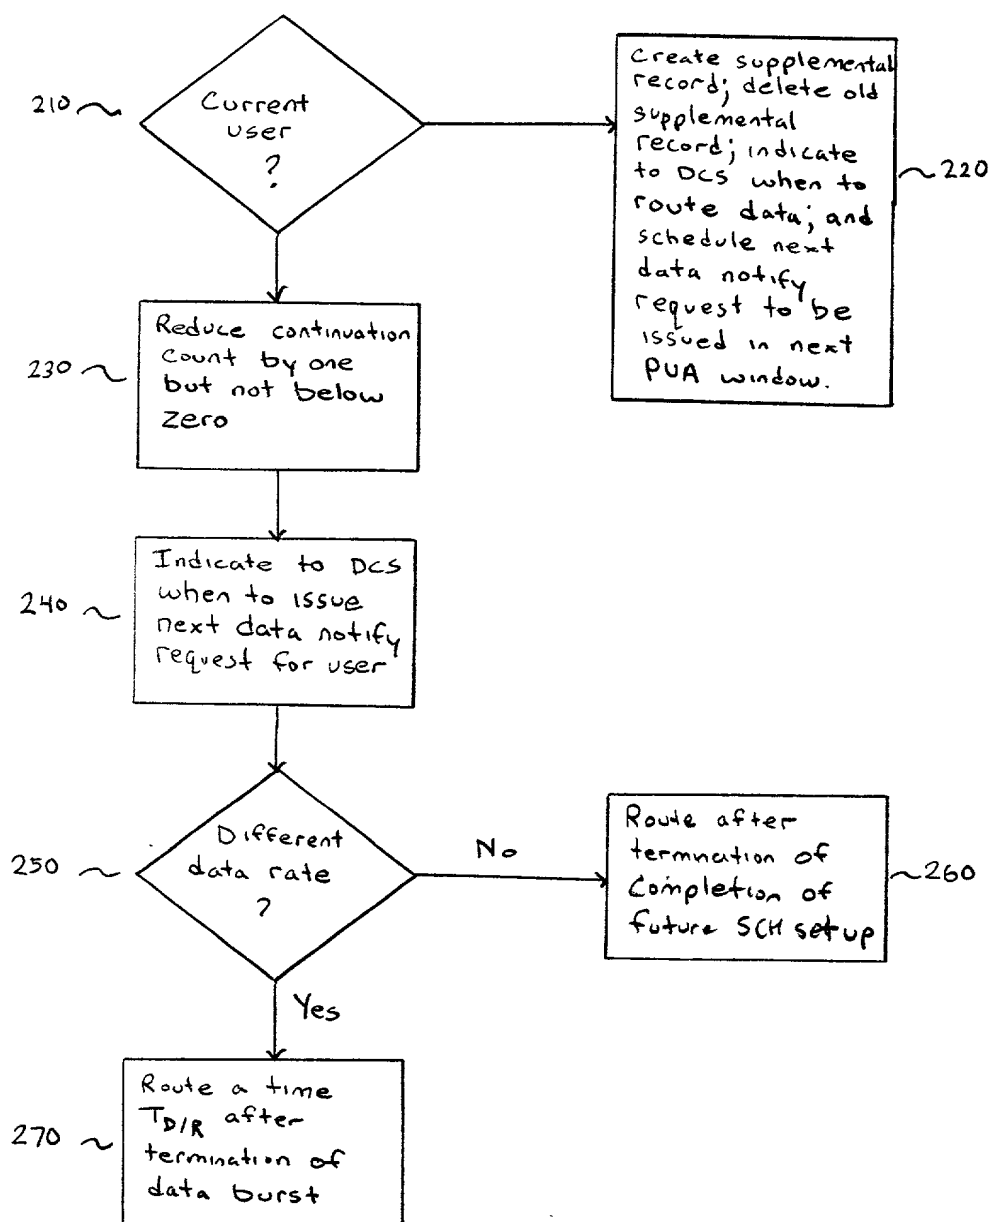 210
Current
user
?
Create supplemental
record; delete old
supplemental
record; indicate
to DCS when to
route data; and
schedule next
data notify
request to be
issued in next
PUA window.
220
230
Reduce continuation
count by one
but not below
zero
240
Indicate to DCS
when to issue
next data notify
request for user
250
Different
data rate
?
No
Route after
termination of
Completion of
future SCH setup
260
Yes
270
Route a time
TD/R after
termination of
data burst